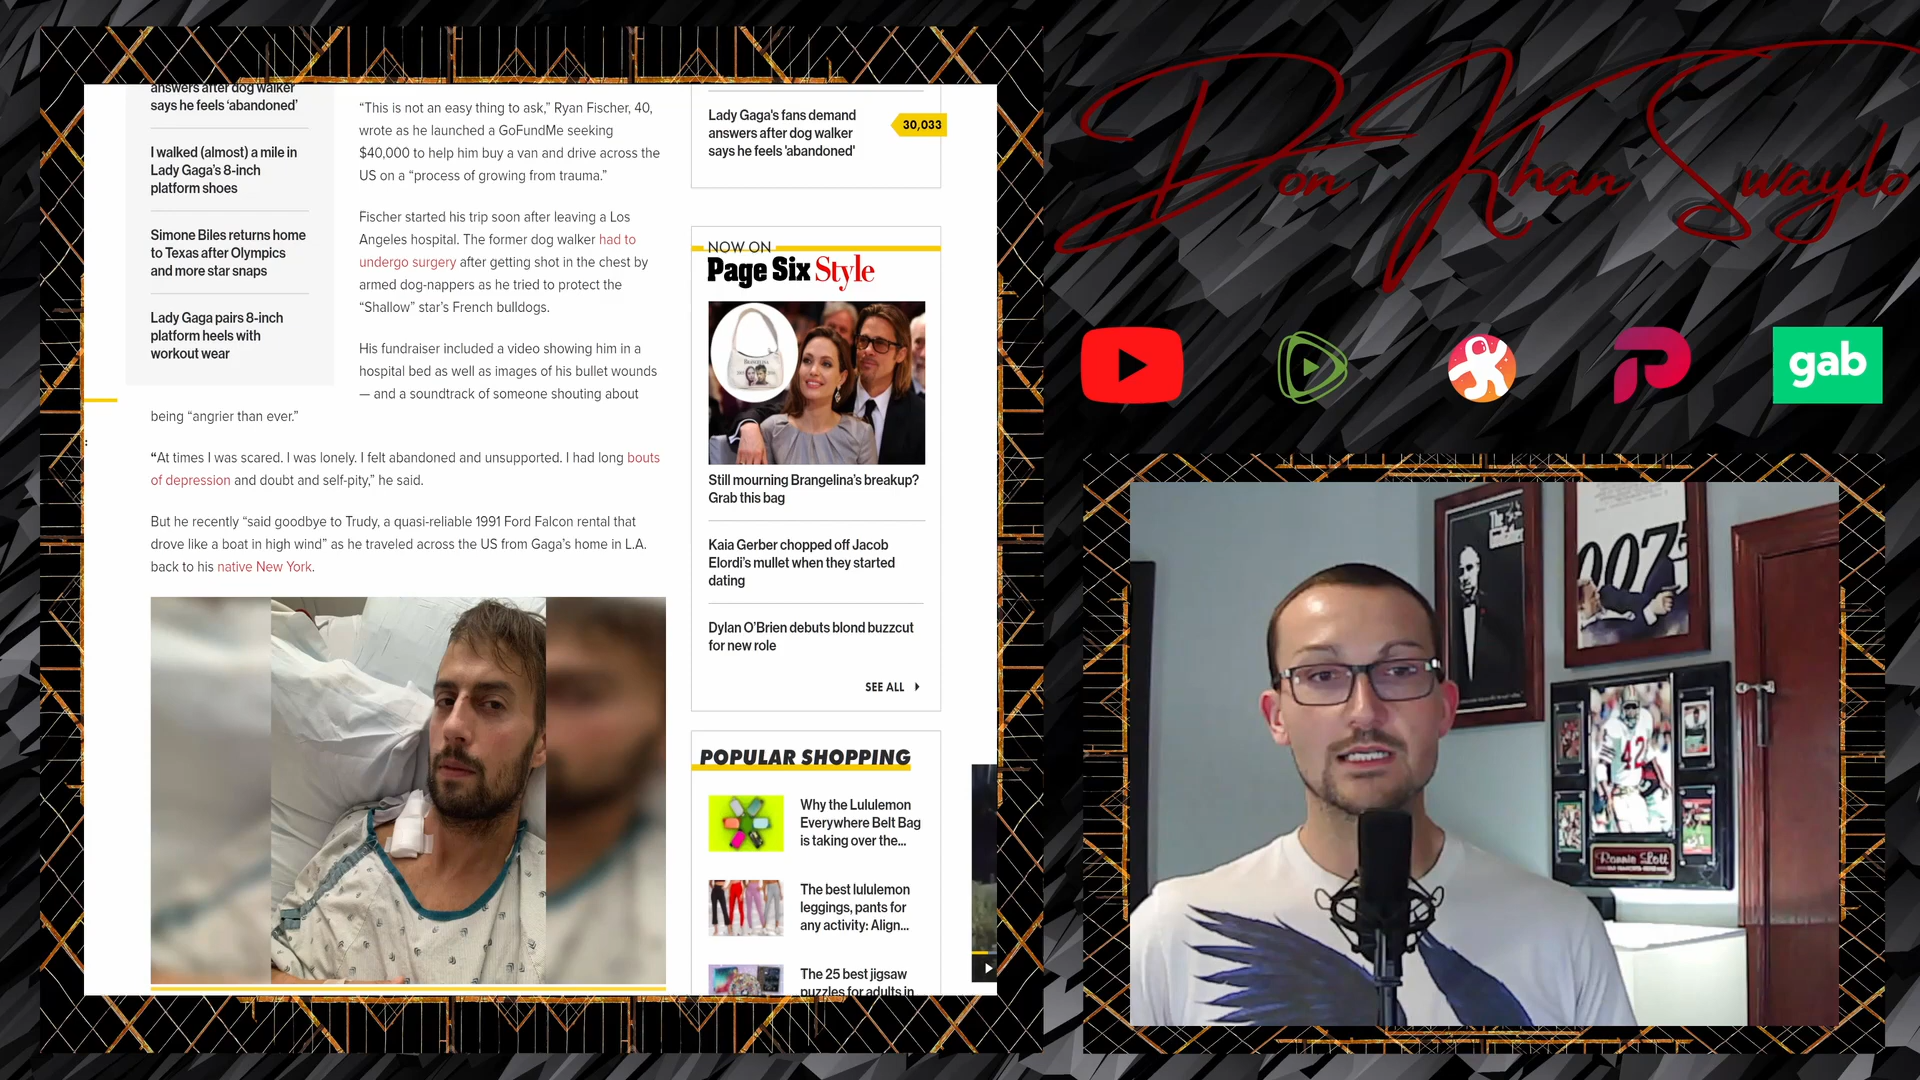 answers after dog walker
says he feels ‘abandoned’
I walked (almost) a mile in
Lady Gaga’s 8-inch
platform shoes
Simone Biles returns home
to Texas after Olympics
and more star snaps
Lady Gaga pairs 8-inch
platform heels with
workout wear
“This is not an easy thing to ask,” Ryan Fischer, 40,
wrote as he launched a GoFundMe seeking
$40,000 to help him buy a van and drive across the
US on a “process of growing from trauma.”
Fischer started his trip soon after leaving a Los
Angeles hospital. The former dog walker had to
undergo surgery after getting shot in the chest by
armed dog-nappers as he tried to protect the
“Shallow” star’s French bulldogs.
His fundraiser included a video showing him in a
hospital bed as well as images of his bullet wounds
— and a soundtrack of someone shouting about
being “angrier than ever.”
“At times I was scared. I was lonely. I felt abandoned and unsupported. I had long bouts
of depression and doubt and self-pity,” he said.
But he recently “said goodbye to Trudy, a quasi-reliable 1991 Ford Falcon rental that
drove like a boat in high wind” as he traveled across the US from Gaga’s home in L.A.
back to his native New York.
Lady Gaga's fans demand
answers after dog walker
says he feels 'abandoned'
30,033
NOW ON
Page Six Style
BRANGELINA
Still mourning Brangelina’s breakup?
Grab this bag
Kaia Gerber chopped off Jacob
Elordi’s mullet when they started
dating
Dylan O’Brien debuts blond buzzcut
for new role
SEE ALL
POPULAR SHOPPING
Why the Lululemon
Everywhere Belt Bag
is taking over the...
The best lululemon
leggings, pants for
any activity: Align...
The 25 best jigsaw
puzzles for adults in
Don Khan Swaylo
gab
The
Godfather
007
42
Ronnie Lott